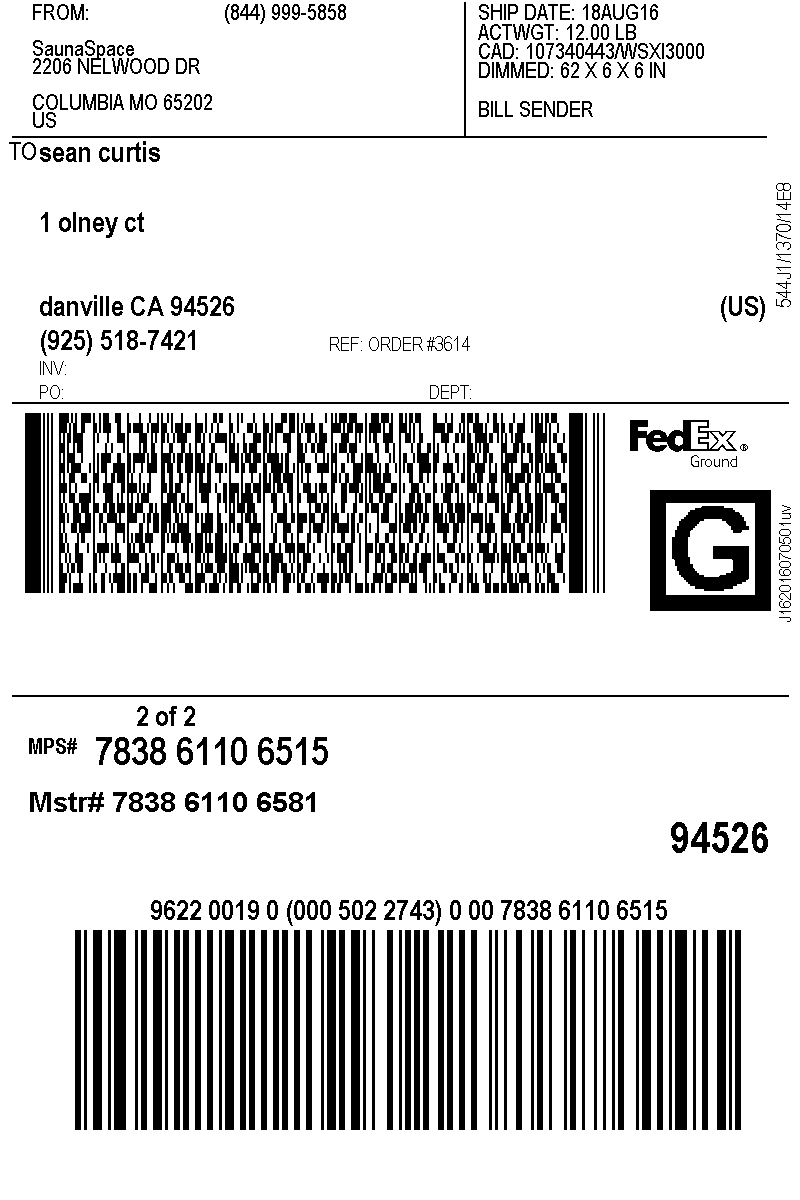 FROM: (844) 999-5858
SaunaSpace
2206 NELWOOD DR
COLUMBIA MO 65202
US
SHIP DATE: 18AUG16
ACTWGT: 12.00 LB
CAD: 107340443/WSXI3000
DIMMED: 62 X 6 X 6 IN
BILL SENDER
TO sean curtis
1 olney ct
danville CA 94526 (US)
(925) 518-7421 REF: ORDER #3614
INV:
PO: DEPT:
544J1/1370/14E8
FedEx®
Ground
G
J16201607050​1uv
2 of 2
MPS# 7838 6110 6515
Mstr# 7838 6110 6581
94526
9622 0019 0 (000 502 2743) 0 00 7838 6110 6515